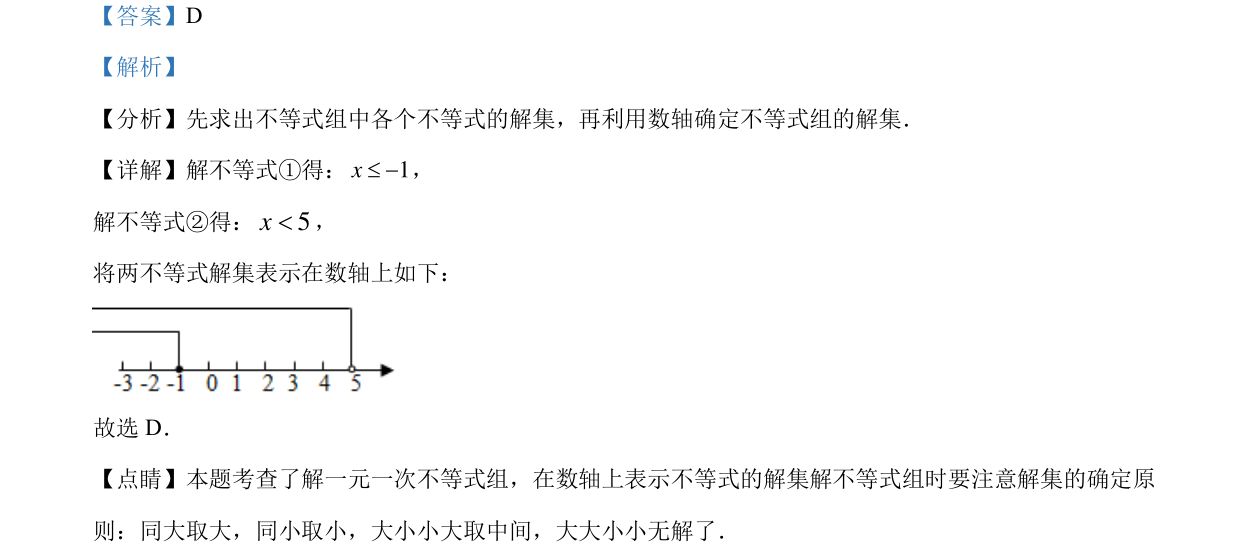 【答案】D
【解析】
【分析】先求出不等式组中各个不等式的解集，再利用数轴确定不等式组的解集．
【详解】解不等式①得：x≤−1，
解不等式②得：x<5，
将两不等式解集表示在数轴上如下：
-3 -2 -1 0 1 2 3 4 5
故选 D．
【点睛】本题考查了解一元一次不等式组，在数轴上表示不等式的解集解不等式组时要注意解集的确定原
则：同大取大，同小取小，大小小大取中间，大大小小无解了．